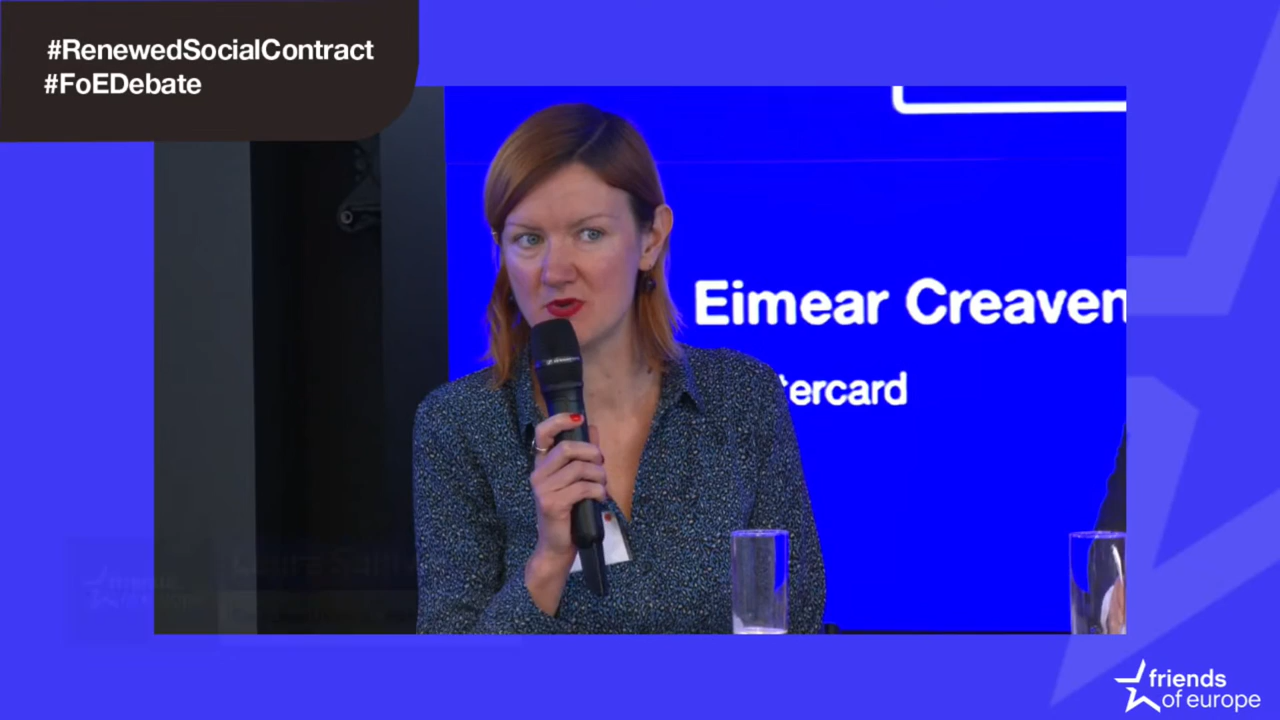 #RenewedSocialContract
#FoEDebate
Eimear Creaven
tercard
friends
of europe